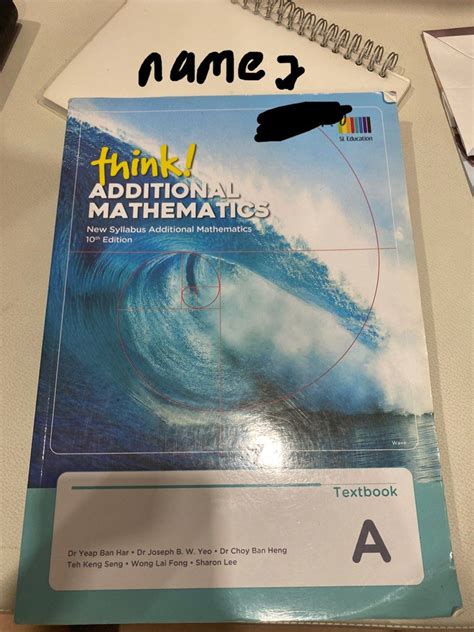 name
SL Education
think!
ADDITIONAL
MATHEMATICS
New Syllabus Additional Mathematics
10th Edition
Wave
Textbook
A
Dr Yeap Ban Har • Dr Joseph B. W. Yeo • Dr Choy Ban Heng
Teh Keng Seng • Wong Lai Fong • Sharon Lee